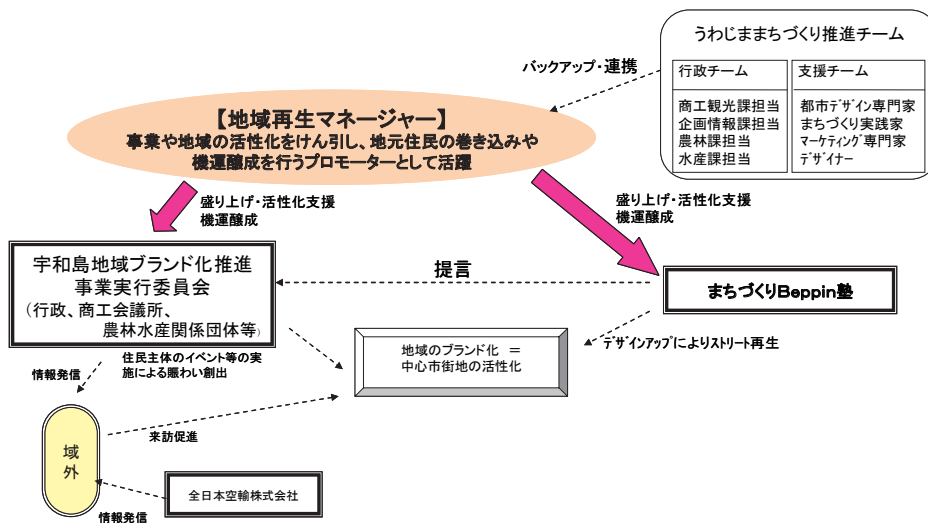 うわじままちづくり推進チーム
行政チーム
商工観光課担当
企画情報課担当
農林課担当
水産課担当
支援チーム
都市デザイン専門家
まちづくり実践家
マーケティング専門家
デザイナー
バックアップ・連携
【地域再生マネージャー】
事業や地域の活性化をけん引し、地元住民の巻き込みや
機運醸成を行うプロモーターとして活躍
盛り上げ・活性化支援
機運醸成
盛り上げ・活性化支援
機運醸成
宇和島地域ブランド化推進
事業実行委員会
(行政、商工会議所、
農林水産関係団体等)
提言
まちづくりBeppin塾
地域のブランド化 =
中心市街地の活性化
デザインアップによりストリート再生
住民主体のイベント等の実
施による賑わい創出
情報発信
域外
来訪促進
全日本空輸株式会社
情報発信